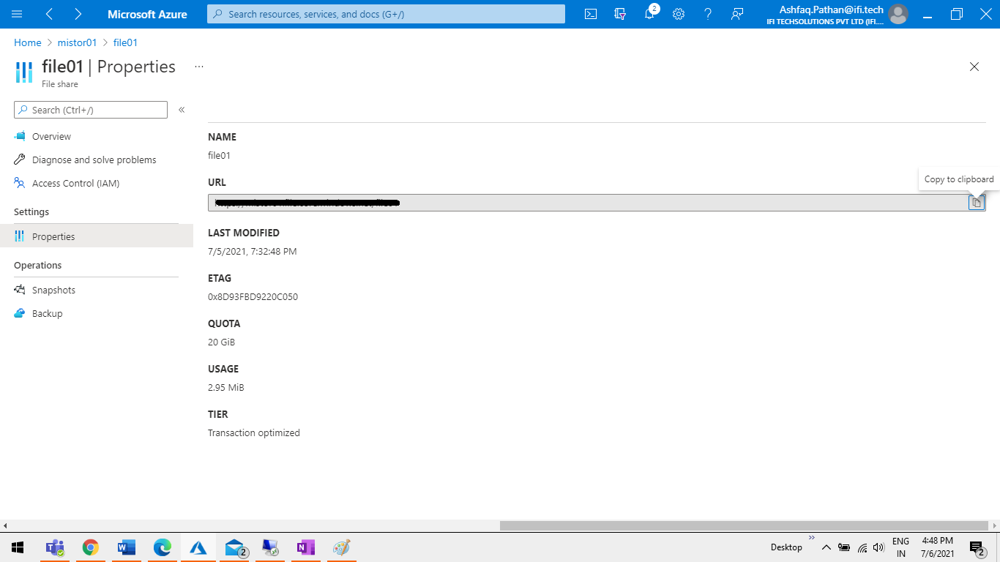 Microsoft Azure
Search resources, services, and docs (G+/)
2
Ashfaq.Pathan@ifi.tech
IFI TECHSOLUTIONS PVT LTD (IFI....
Home > mistor01 > file01
file01 | Properties ...
File share
Search (Ctrl+/)
«
Overview
Diagnose and solve problems
Access Control (IAM)
Settings
Properties
Operations
Snapshots
Backup
NAME
file01
URL
Copy to clipboard
LAST MODIFIED
7/5/2021, 7:32:48 PM
ETAG
0x8D93FBD9220C050
QUOTA
20 GiB
USAGE
2.95 MiB
TIER
Transaction optimized
2
Desktop
ENG
IN
4:48 PM
7/6/2021
2